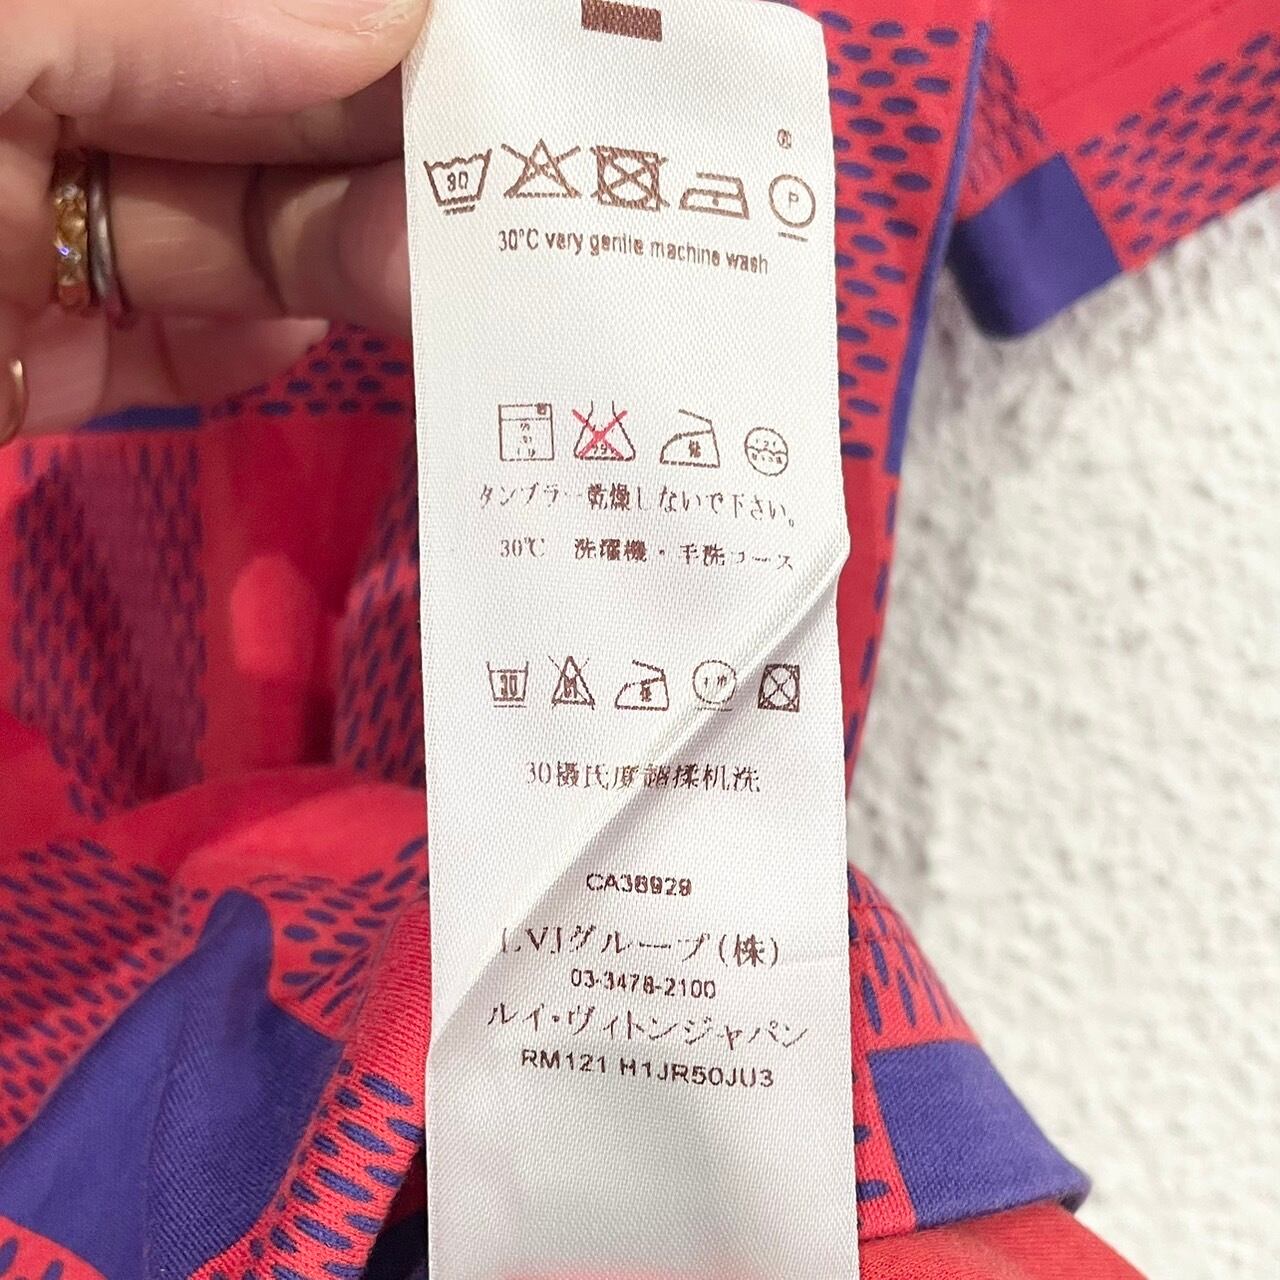 30
P
30°C very gentle machine wash
タンブラー乾燥しないで下さい。
30℃ 洗濯機・手洗コース
30
30摄氏度 揉机洗
CA38929
LVJグループ(株)
03-3478-2100
ルイ・ヴィトンジャパン
RM121 H1JR50JU3